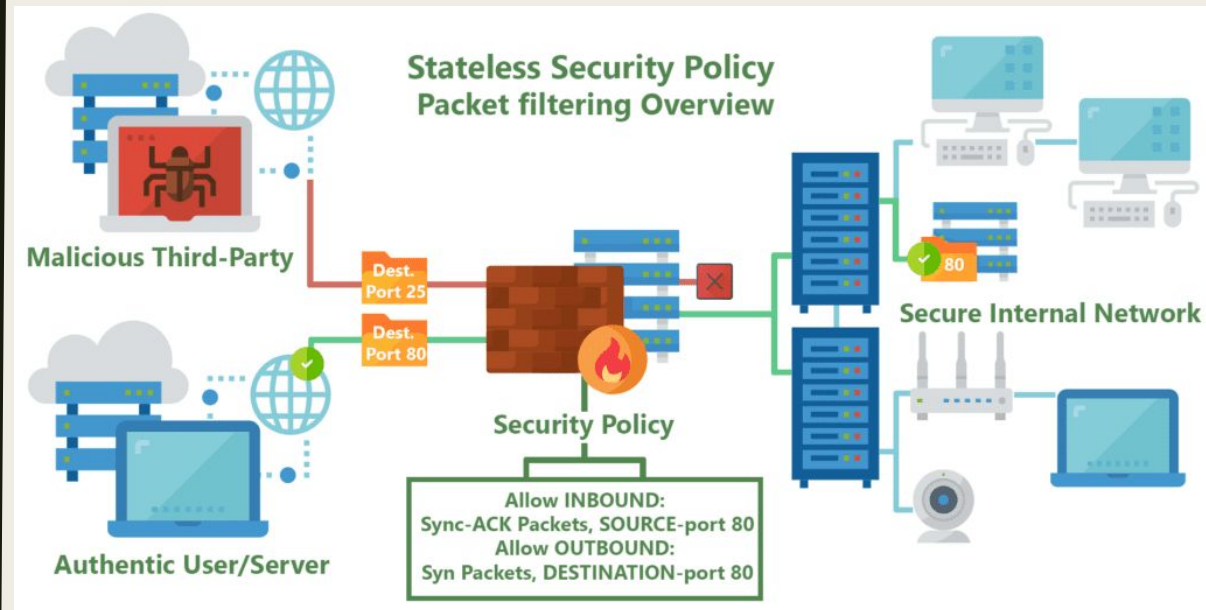 Stateless Security Policy
Packet filtering Overview
Malicious Third-Party
Dest.
Port 25
Dest.
Port 80
80
Secure Internal Network
Security Policy
Allow INBOUND:
Sync-ACK Packets, SOURCE-port 80
Allow OUTBOUND:
Syn Packets, DESTINATION-port 80
Authentic User/Server